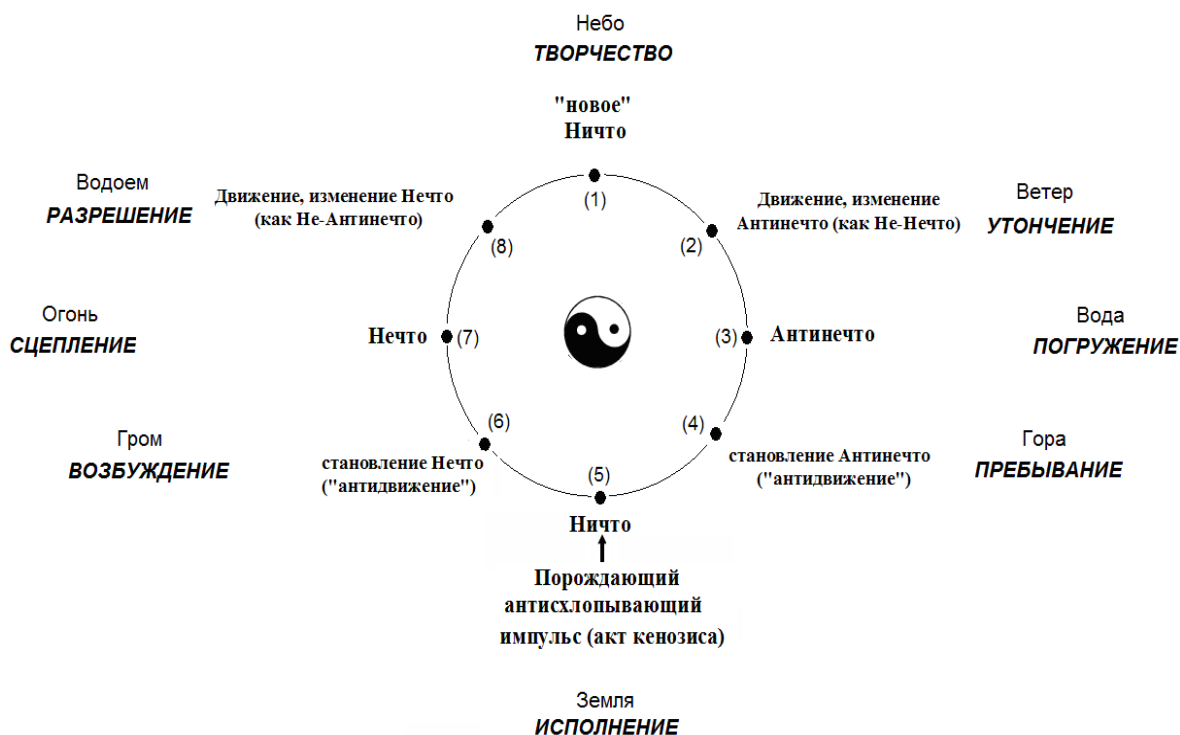 Небо
ТВОРЧЕСТВО
"новое"
Ничто
Водоем
РАЗРЕШЕНИЕ
Движение, изменение Нечто
(как Не-Антинечто)
(1)
Движение, изменение
Антинечто (как Не-Нечто)
Ветер
УТОНЧЕНИЕ
(8)
(2)
Огонь
СЦЕПЛЕНИЕ
Нечто
(7)
(3)
Антинечто
Вода
ПОГРУЖЕНИЕ
Гром
ВОЗБУЖДЕНИЕ
(6)
становление Нечто
("антидвижение")
(4)
становление Антинечто
("антидвижение")
Гора
ПРЕБЫВАНИЕ
(5)
Ничто
Порождающий
антисхлопывающий
импульс (акт кенозиса)
Земля
ИСПОЛНЕНИЕ